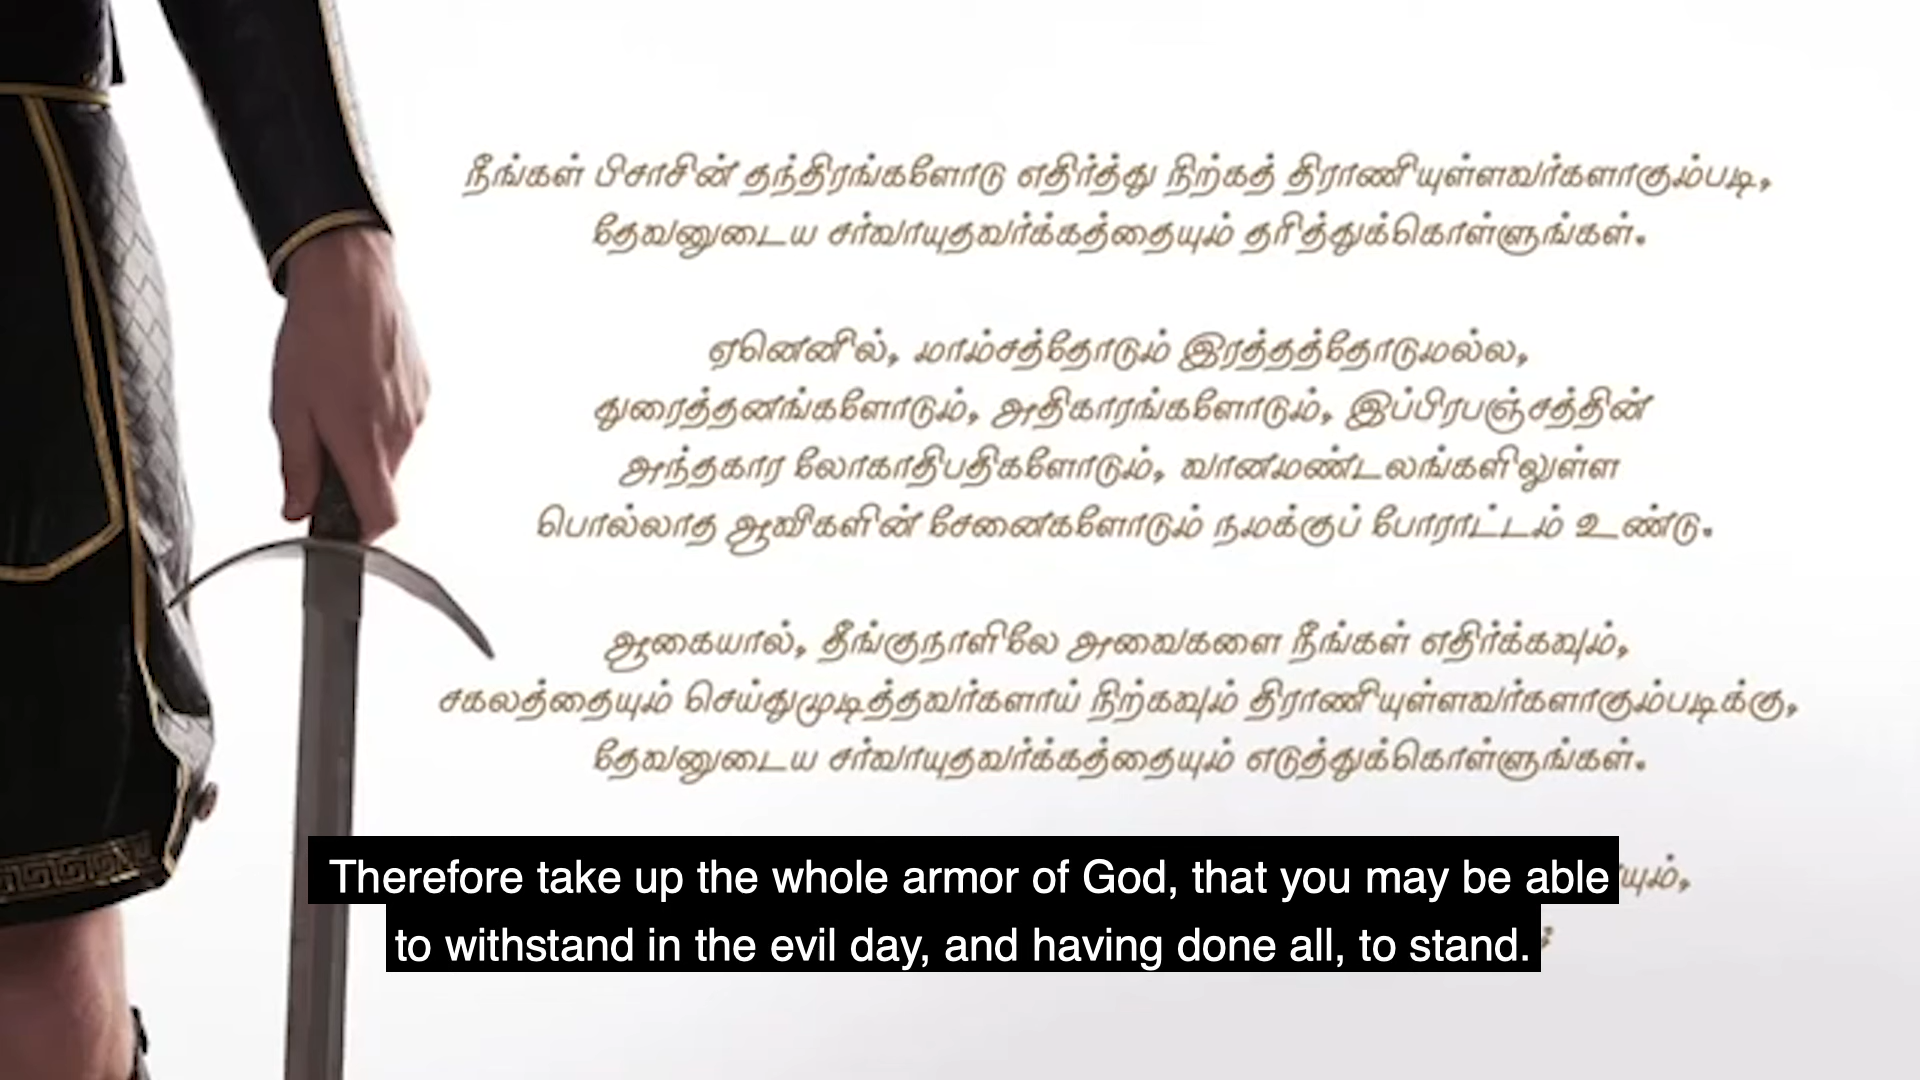 நீங்கள் பிசாசின் தந்திரங்களோடு எதிர்த்து நிற்கத் திராணியுள்ளவர்களாகும்படி,
தேவனுடைய சர்வாயுதவர்க்கத்தையும் தரித்துக்கொள்ளுங்கள்.
ஏனெனில், மாம்சத்தோடும் இரத்தத்தோடுமல்ல,
துரைத்தனங்களோடும், அதிகாரங்களோடும், இப்பிரபஞ்சத்தின்
அந்தகார லோகாதிபதிகளோடும், வானமண்டலங்களிலுள்ள
பொல்லாத ஆவிகளின் சேனைகளோடும் நமக்குப் போராட்டம் உண்டு.
ஆகையால், தீங்குநாளிலே அவைகளை நீங்கள் எதிர்க்கவும்,
சகலத்தையும் செய்துமுடித்தவர்களாய் நிற்கவும் திராணியுள்ளவர்களாகும்படிக்கு,
தேவனுடைய சர்வாயுதவர்க்கத்தையும் எடுத்துக்கொள்ளுங்கள்.
Therefore take up the whole armor of God, that you may be able
to withstand in the evil day, and having done all, to stand.